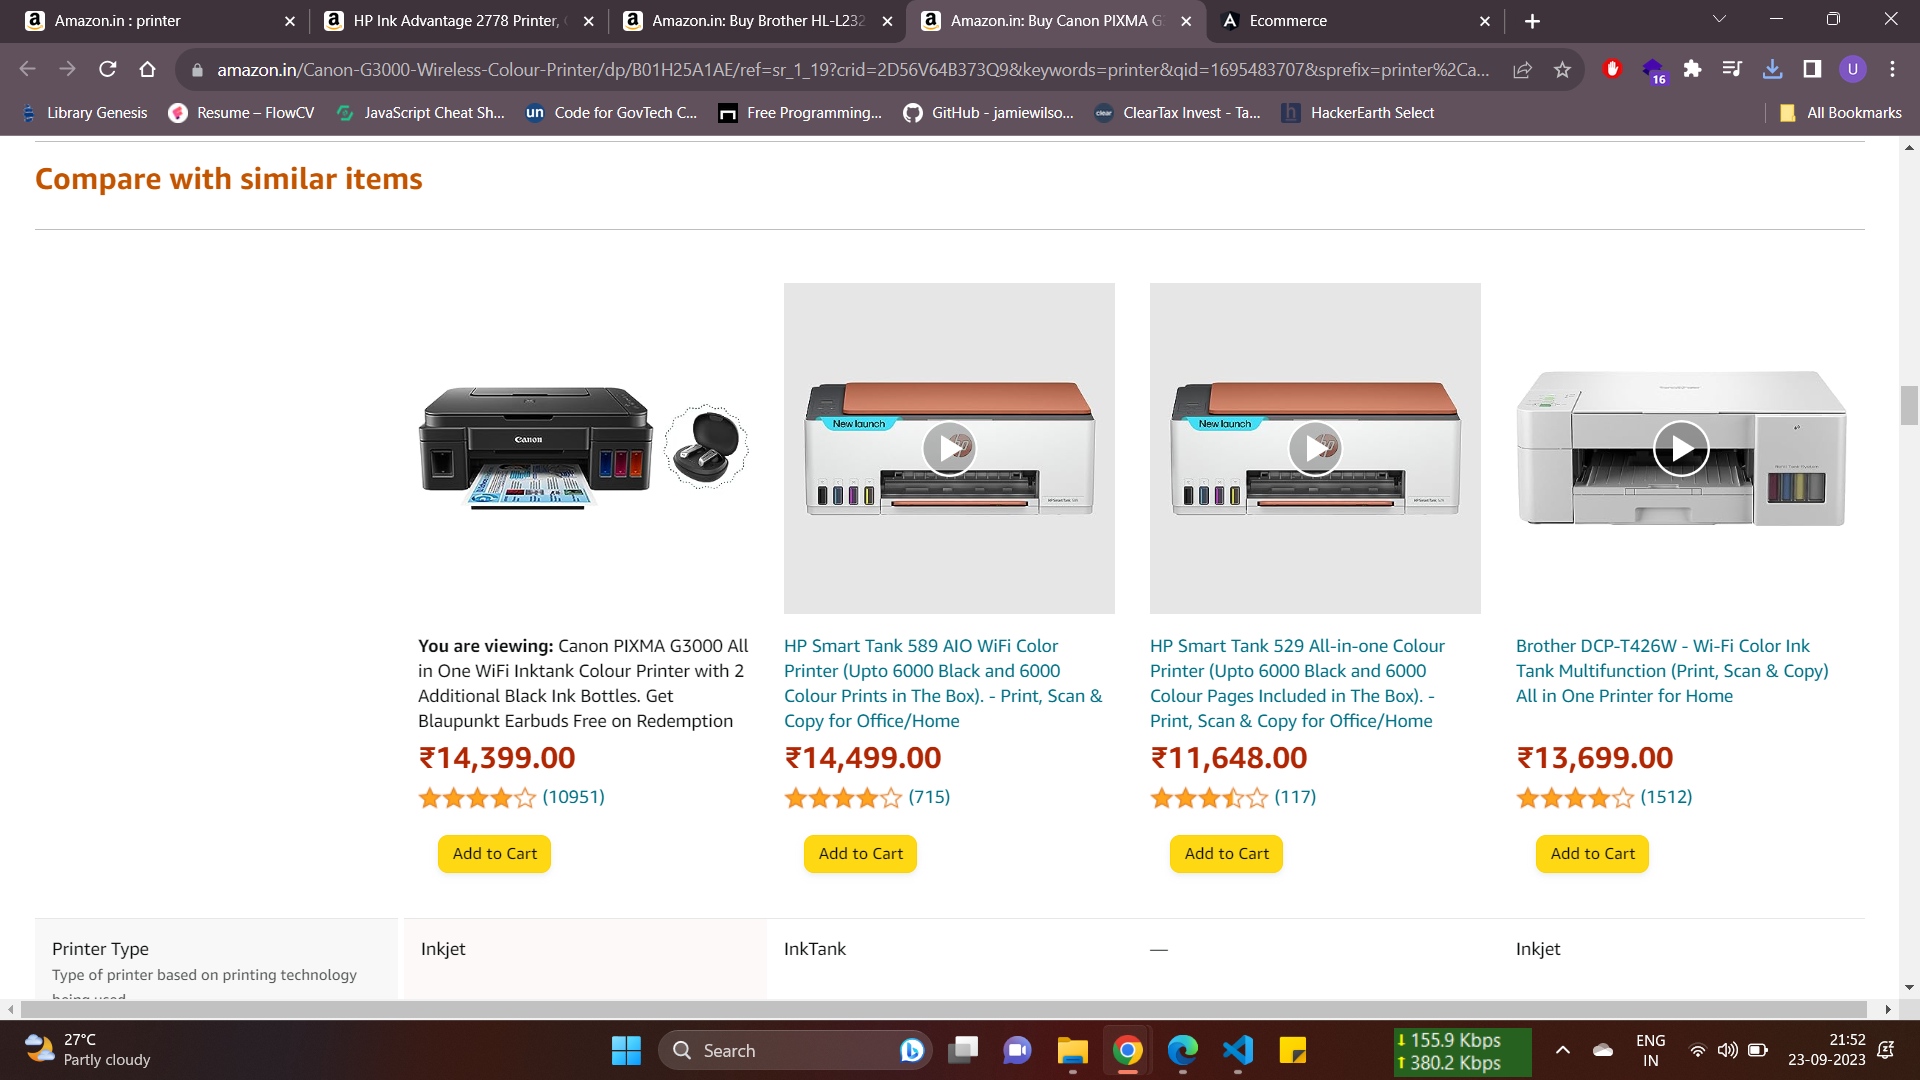 Amazon.in : printer
HP Ink Advantage 2778 Printer,
Amazon.in: Buy Brother HL-L232
Amazon.in: Buy Canon PIXMA G
Ecommerce
amazon.in/Canon-G3000-Wireless-Colour-Printer/dp/B01H25A1AE/ref=sr_1_19?crid=2D56V64B373Q9&keywords=printer&qid=1695483707&sprefix=printer%2Ca...
16
U
Library Genesis
Resume – FlowCV
JavaScript Cheat Sh...
un Code for GovTech C...
Free Programming...
GitHub - jamiewilso...
clear ClearTax Invest - Ta...
h HackerEarth Select
All Bookmarks
Compare with similar items
Canon
New launch
New launch
You are viewing: Canon PIXMA G3000 All
in One WiFi Inktank Colour Printer with 2
Additional Black Ink Bottles. Get
Blaupunkt Earbuds Free on Redemption
₹14,399.00
(10951)
Add to Cart
HP Smart Tank 589 AIO WiFi Color
Printer (Upto 6000 Black and 6000
Colour Prints in The Box). - Print, Scan &
Copy for Office/Home
₹14,499.00
(715)
Add to Cart
HP Smart Tank 529 All-in-one Colour
Printer (Upto 6000 Black and 6000
Colour Pages Included in The Box). -
Print, Scan & Copy for Office/Home
₹11,648.00
(117)
Add to Cart
Brother DCP-T426W - Wi-Fi Color Ink
Tank Multifunction (Print, Scan & Copy)
All in One Printer for Home
₹13,699.00
(1512)
Add to Cart
Printer Type
Type of printer based on printing technology
being used
Inkjet
InkTank
—
Inkjet
27°C
Partly cloudy
Search
155.9 Kbps
380.2 Kbps
ENG
IN
21:52
23-09-2023